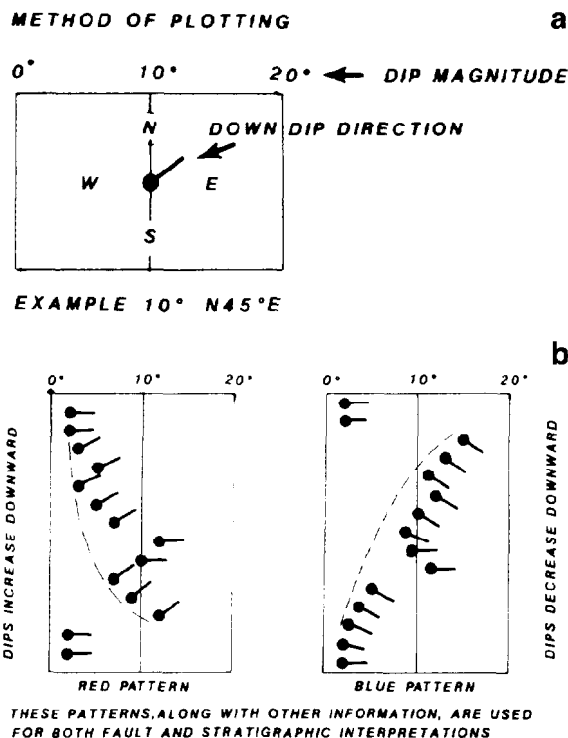 METHOD OF PLOTTING
a
0° 10° 20° DIP MAGNITUDE
N DOWN DIP DIRECTION
W E
S
EXAMPLE 10° N45°E
b
0° 10° 20° 0° 10° 20°
DIPS INCREASE DOWNWARD
DIPS DECREASE DOWNWARD
RED PATTERN BLUE PATTERN
THESE PATTERNS, ALONG WITH OTHER INFORMATION, ARE USED
FOR BOTH FAULT AND STRATIGRAPHIC INTERPRETATIONS